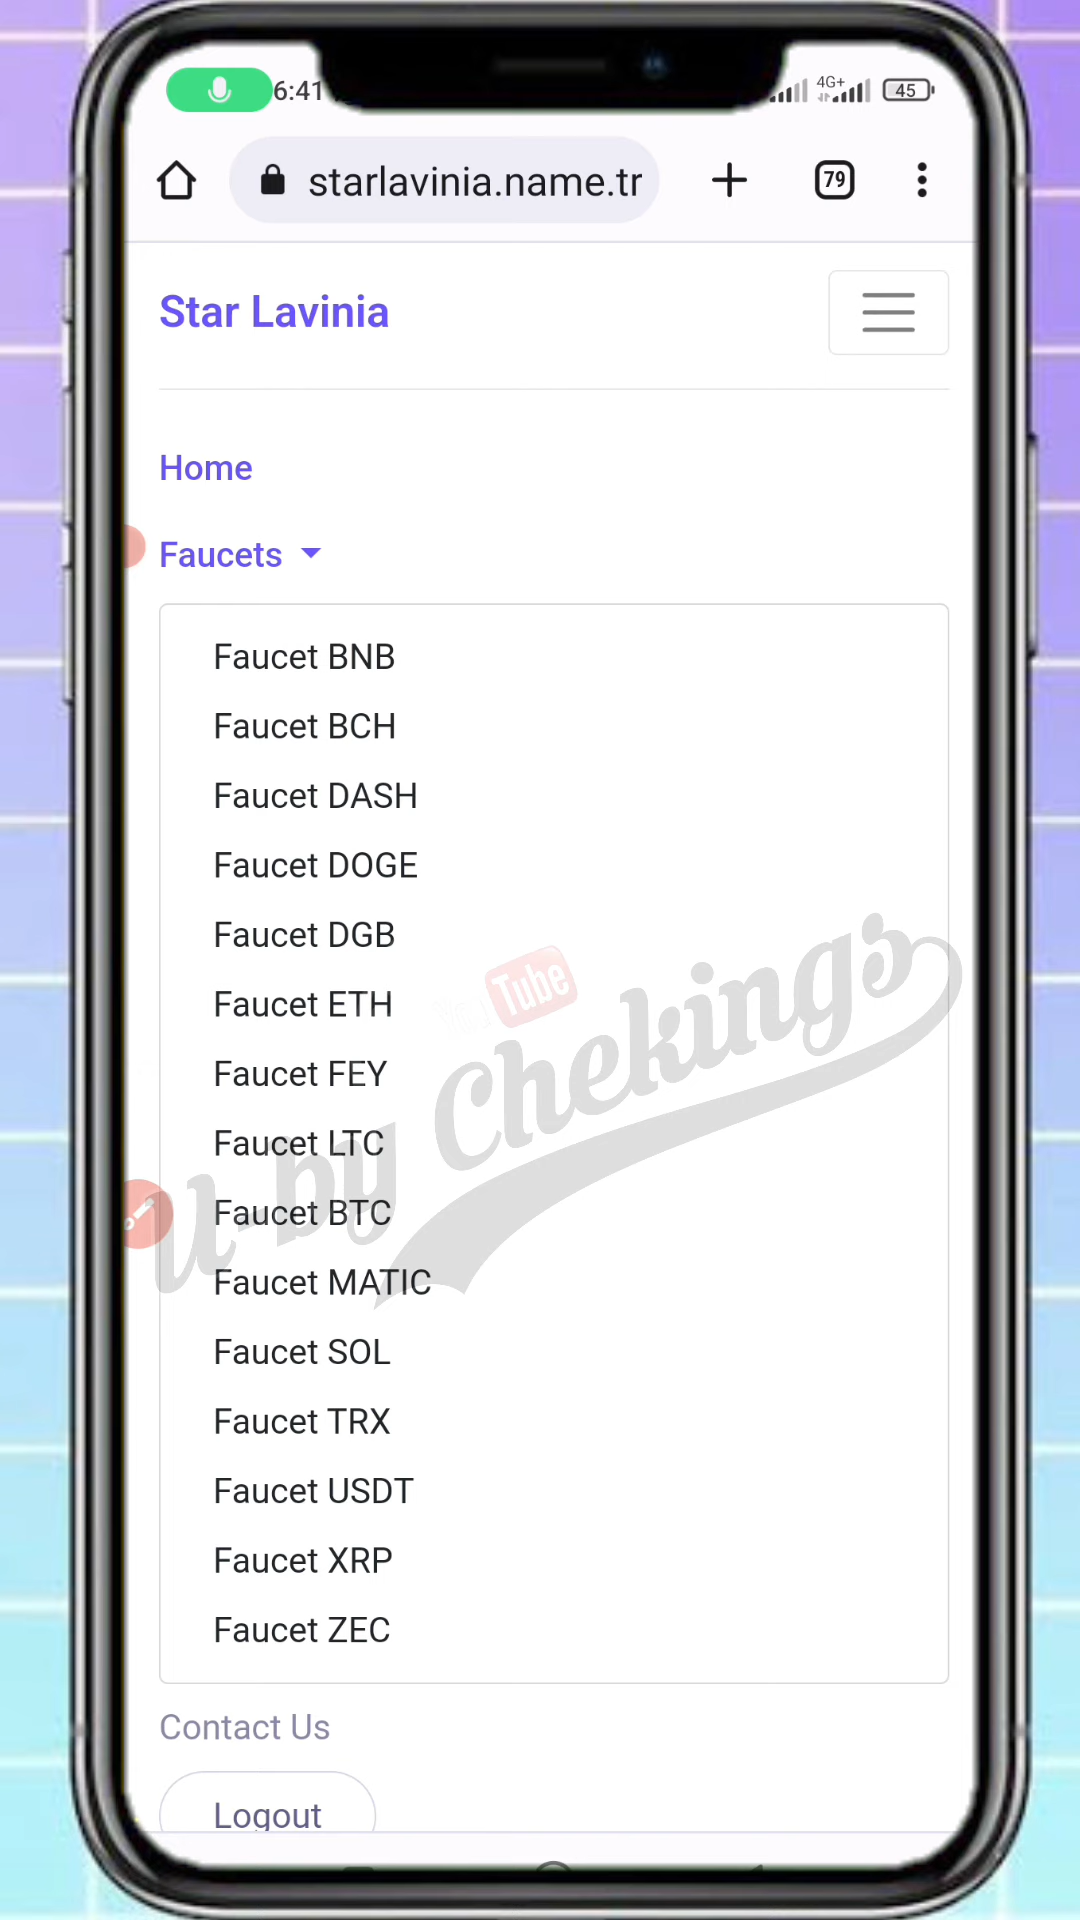 6:41
4G+
45
starlavinia.name.tr
79
Star Lavinia
Home
Faucets
Faucet BNB
Faucet BCH
Faucet DASH
Faucet DOGE
Faucet DGB
Faucet ETH
Faucet FEY
Faucet LTC
Faucet BTC
Faucet MATIC
Faucet SOL
Faucet TRX
Faucet USDT
Faucet XRP
Faucet ZEC
YouTube
U-by Chekings
Contact Us
Logout